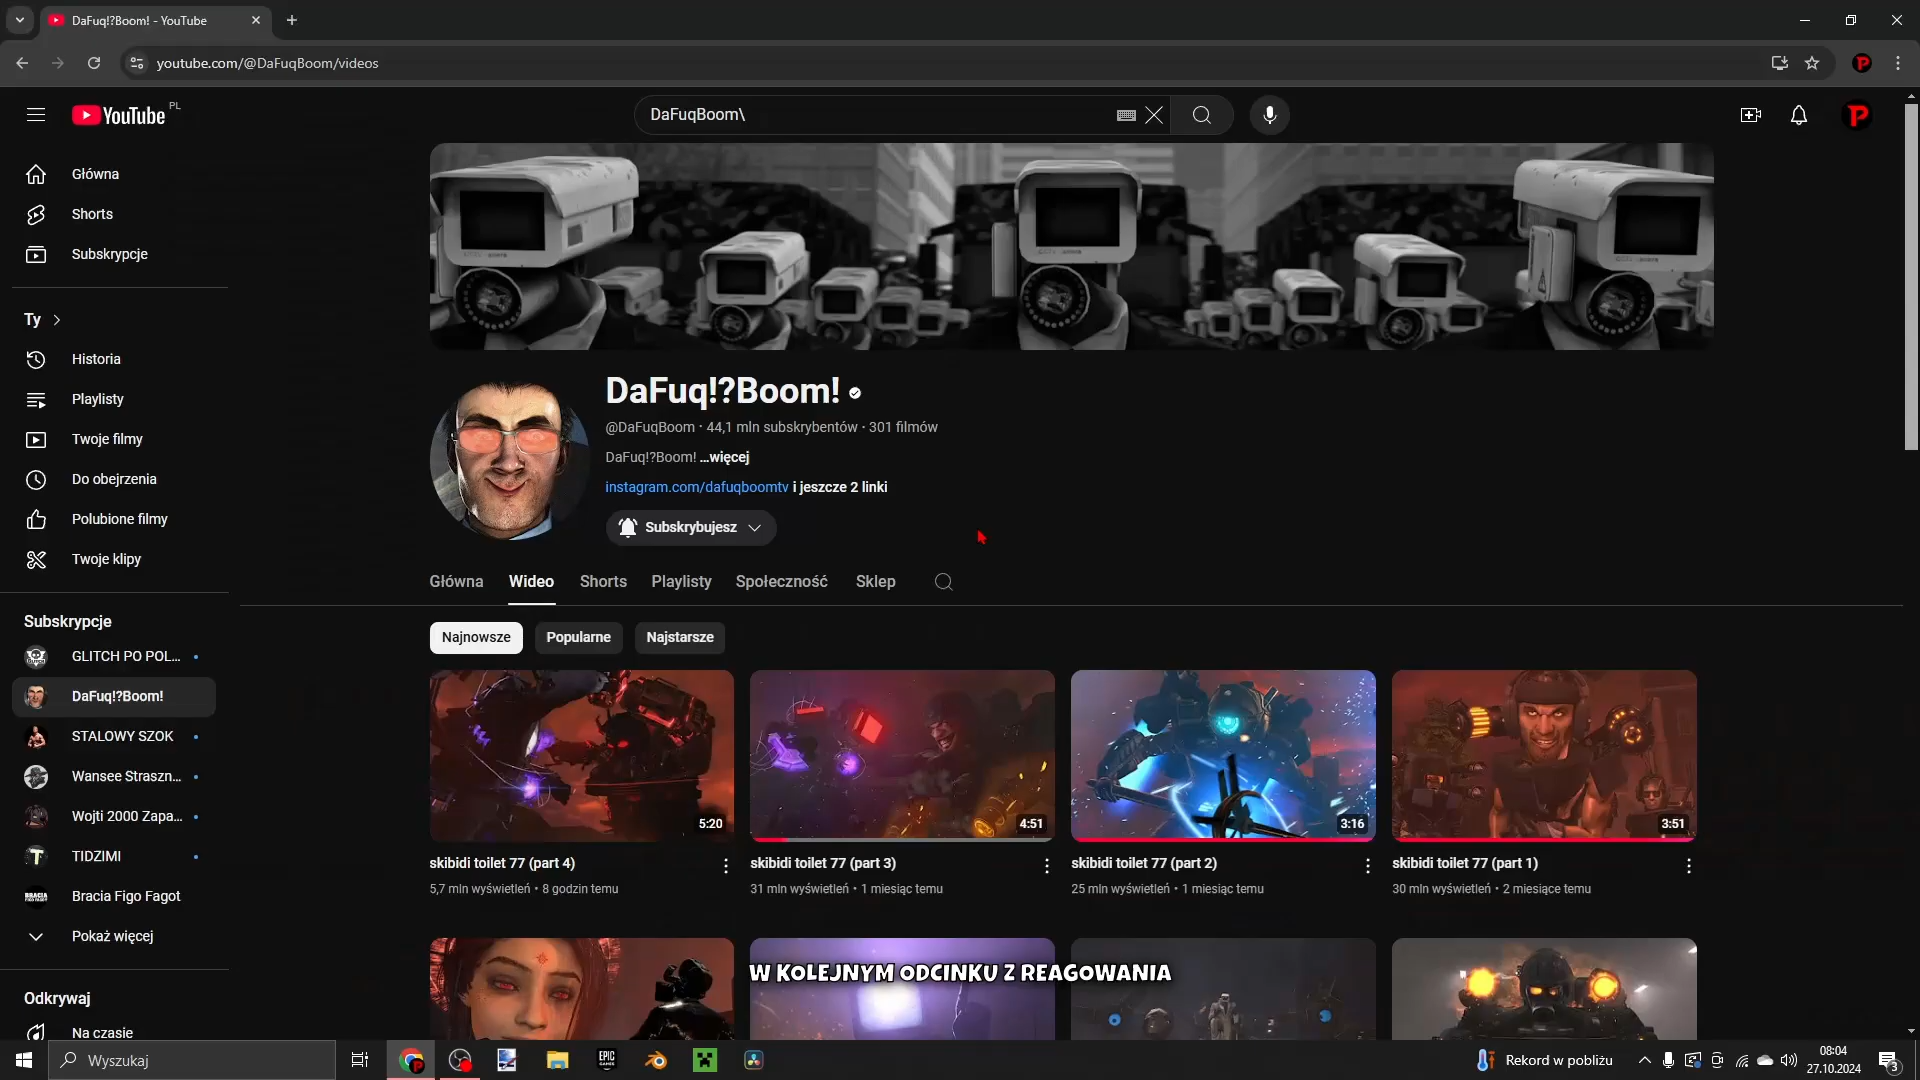 DaFuq!?Boom! - YouTube
youtube.com/@DaFuqBoom/videos
YouTube PL
DaFuqBoom\
Główna
Shorts
Subskrypcje
Ty
Historia
Playlisty
Twoje filmy
Do obejrzenia
Polubione filmy
Twoje klipy
Subskrypcje
GLITCH PO POL...
DaFuq!?Boom!
STALOWY SZOK
Wansee Straszn...
Wojti 2000 Zapa...
TIDZIMI
Bracia Figo Fagot
Pokaż więcej
Odkrywaj
Na czasie
DaFuq!?Boom!
@DaFuqBoom • 44,1 mln subskrybentów • 301 filmów
DaFuq!?Boom! ...więcej
instagram.com/dafuqboomtv i jeszcze 2 linki
Subskrybujesz
Główna Wideo Shorts Playlisty Społeczność Sklep
Najnowsze Popularne Najstarsze
5:20 4:51 3:16 3:51
skibidi toilet 77 (part 4)
5,7 mln wyświetleń • 8 godzin temu
skibidi toilet 77 (part 3)
31 mln wyświetleń • 1 miesiąc temu
skibidi toilet 77 (part 2)
25 mln wyświetleń • 1 miesiąc temu
skibidi toilet 77 (part 1)
30 mln wyświetleń • 2 miesiące temu
W KOLEJNYM ODCINKU Z REAGOWANIA
Wyszukaj
EPIC GAMES
Rekord w pobliżu
08:04
27.10.2024
3